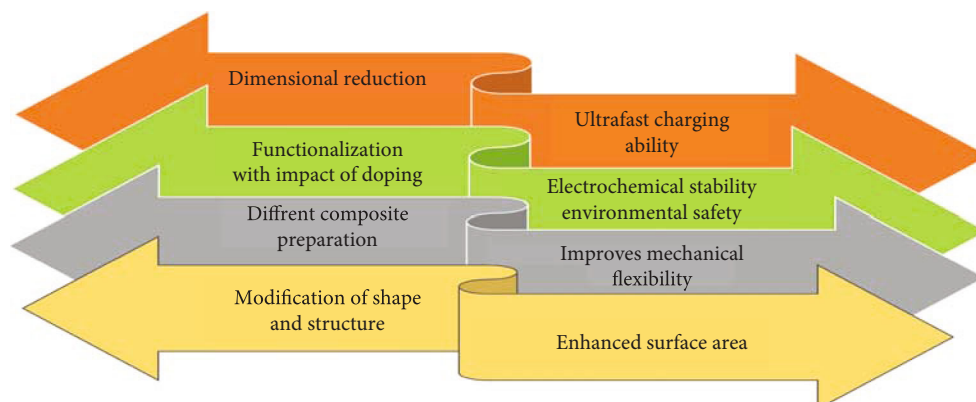 Dimensional reduction
Ultrafast charging
ability
Functionalization
with impact of doping
Electrochemical stability
environmental safety
Diffrent composite
preparation
Improves mechanical
flexibility
Modification of shape
and structure
Enhanced surface area